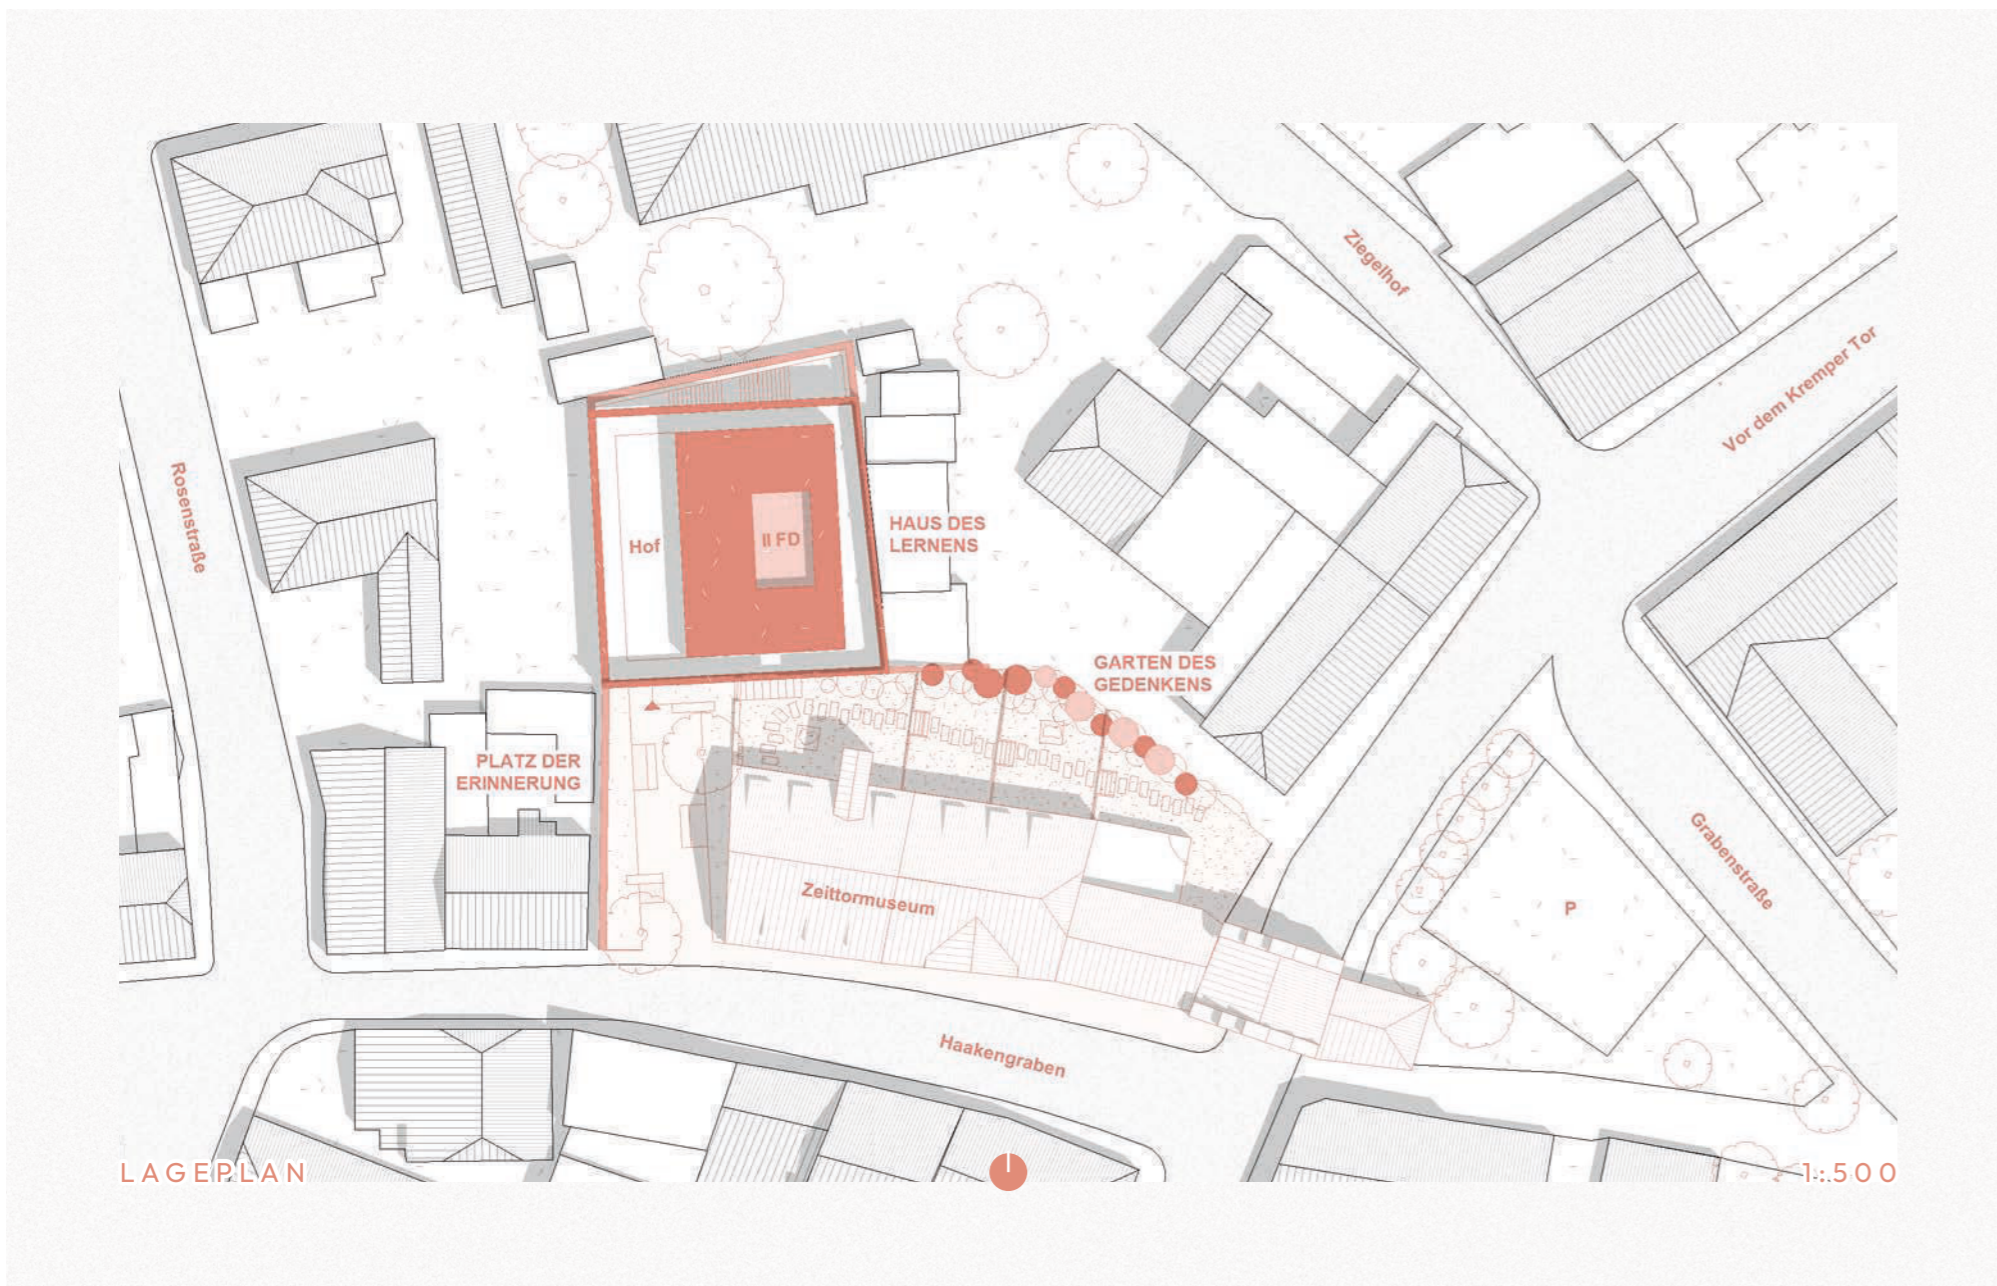 Ziegelhof
Vor dem Kremper Tor
Rosenstraße
HAUS DES
LERNENS
Hof
II FD
GARTEN DES
GEDENKENS
PLATZ DER
ERINNERUNG
Zeittormuseum
Grabenstraße
P
Haakengraben
LAGEPLAN
1:500